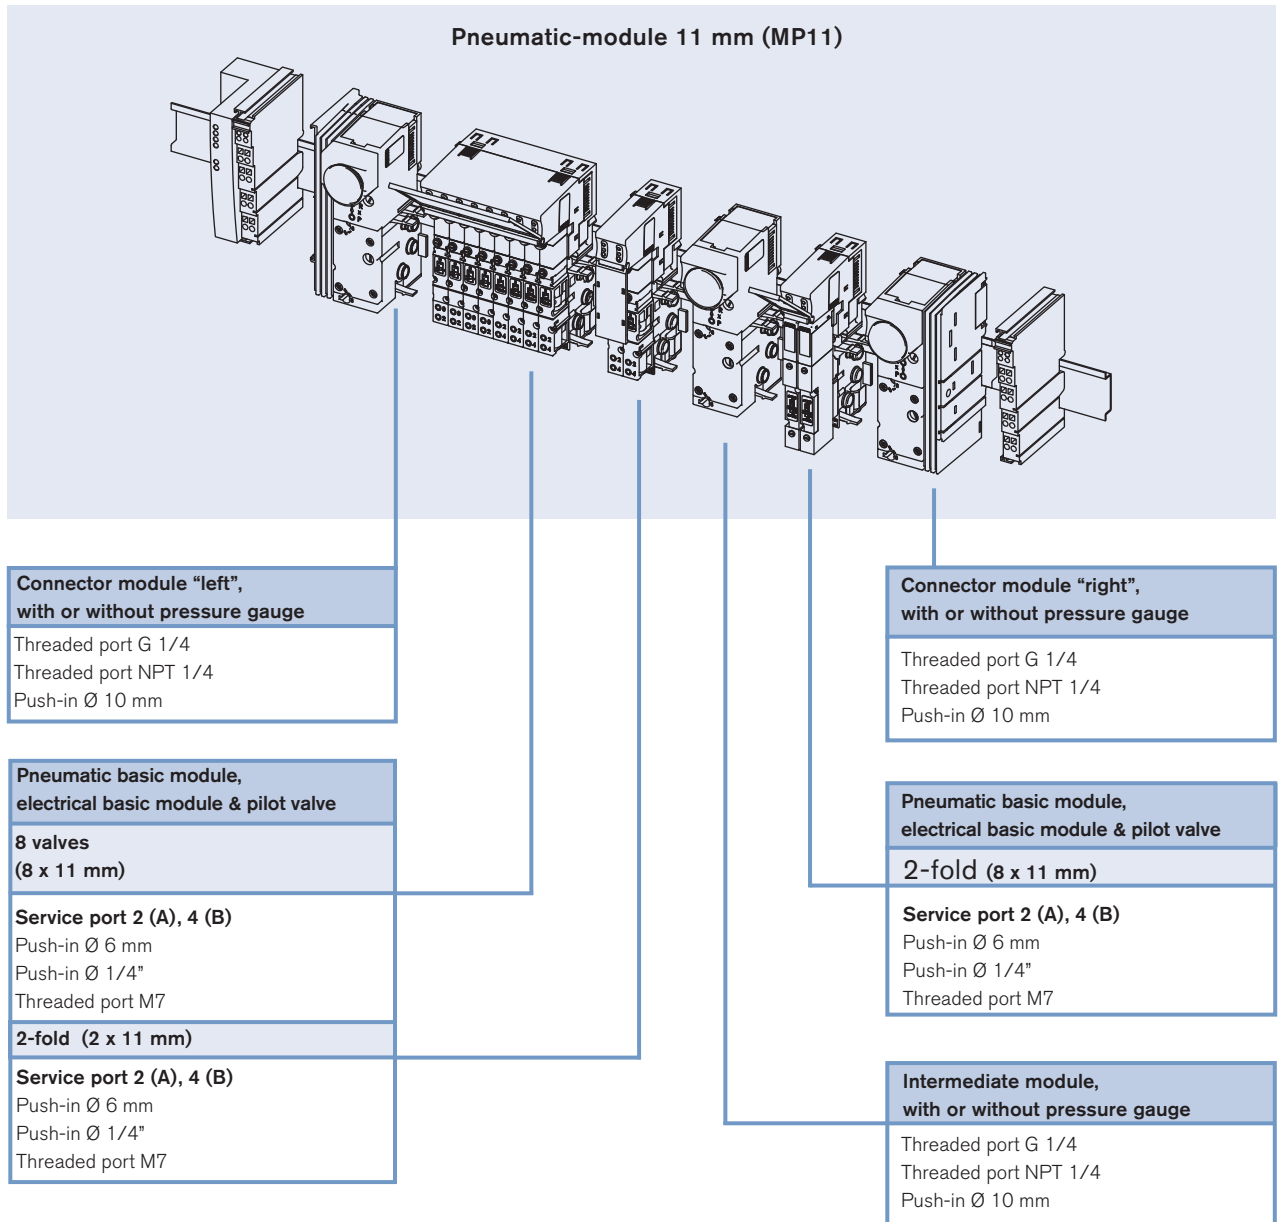 Pneumatic-module 11 mm (MP11)
Connector module “left”,
with or without pressure gauge
Threaded port G 1/4
Threaded port NPT 1/4
Push-in Ø 10 mm
Pneumatic basic module,
electrical basic module & pilot valve
8 valves
(8 x 11 mm)
Service port 2 (A), 4 (B)
Push-in Ø 6 mm
Push-in Ø 1/4”
Threaded port M7
2-fold (2 x 11 mm)
Service port 2 (A), 4 (B)
Push-in Ø 6 mm
Push-in Ø 1/4”
Threaded port M7
Connector module “right”,
with or without pressure gauge
Threaded port G 1/4
Threaded port NPT 1/4
Push-in Ø 10 mm
Pneumatic basic module,
electrical basic module & pilot valve
2-fold (8 x 11 mm)
Service port 2 (A), 4 (B)
Push-in Ø 6 mm
Push-in Ø 1/4”
Threaded port M7
Intermediate module,
with or without pressure gauge
Threaded port G 1/4
Threaded port NPT 1/4
Push-in Ø 10 mm